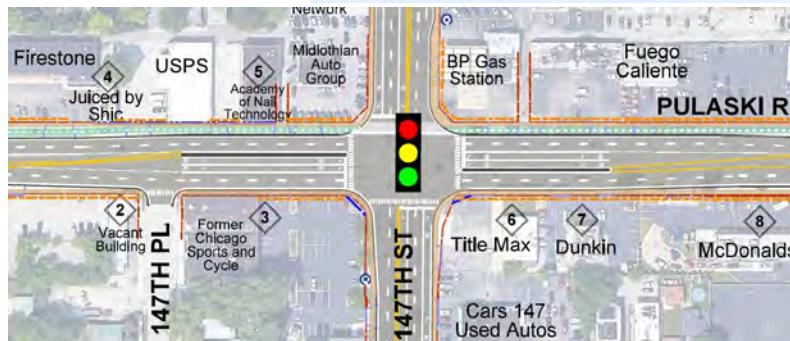 Network
Firestone
4
Juiced by
Shic
USPS
5
Academy
of Nail
Technology
Midlothian
Auto
Group
BP Gas
Station
Fuego
Caliente
PULASKI R
2
Vacant
Building
147TH PL
Former
Chicago
Sports and
Cycle
3
147TH ST
6
Title Max
7
Dunkin
8
McDonalds
Cars 147
Used Autos